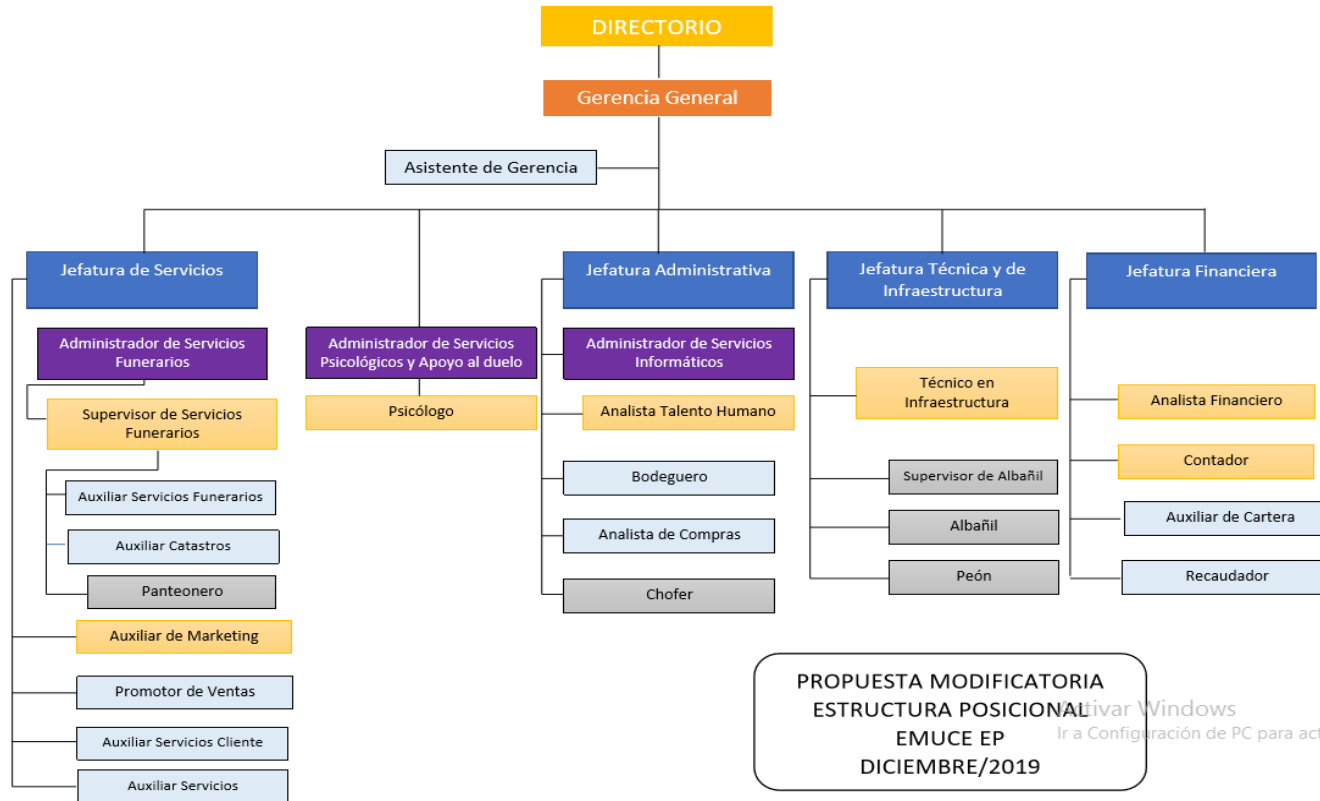 DIRECTORIO
Gerencia General
Asistente de Gerencia
Jefatura de Servicios
Administrador de Servicios
Funerarios
Supervisor de Servicios
Funerarios
Auxiliar Servicios Funerarios
Auxiliar Catastros
Panteonero
Auxiliar de Marketing
Promotor de Ventas
Auxiliar Servicios Cliente
Auxiliar Servicios
Administrador de Servicios
Psicológicos y Apoyo al duelo
Psicólogo
Jefatura Administrativa
Administrador de Servicios
Informáticos
Analista Talento Humano
Bodeguero
Analista de Compras
Chofer
Jefatura Técnica y de
Infraestructura
Técnico en
Infraestructura
Supervisor de Albañil
Albañil
Peón
Jefatura Financiera
Analista Financiero
Contador
Auxiliar de Cartera
Recaudador
PROPUESTA MODIFICATORIA
ESTRUCTURA POSICIONAL
EMUCE EP
DICIEMBRE/2019
Activar Windows
Ir a Configuración de PC para act